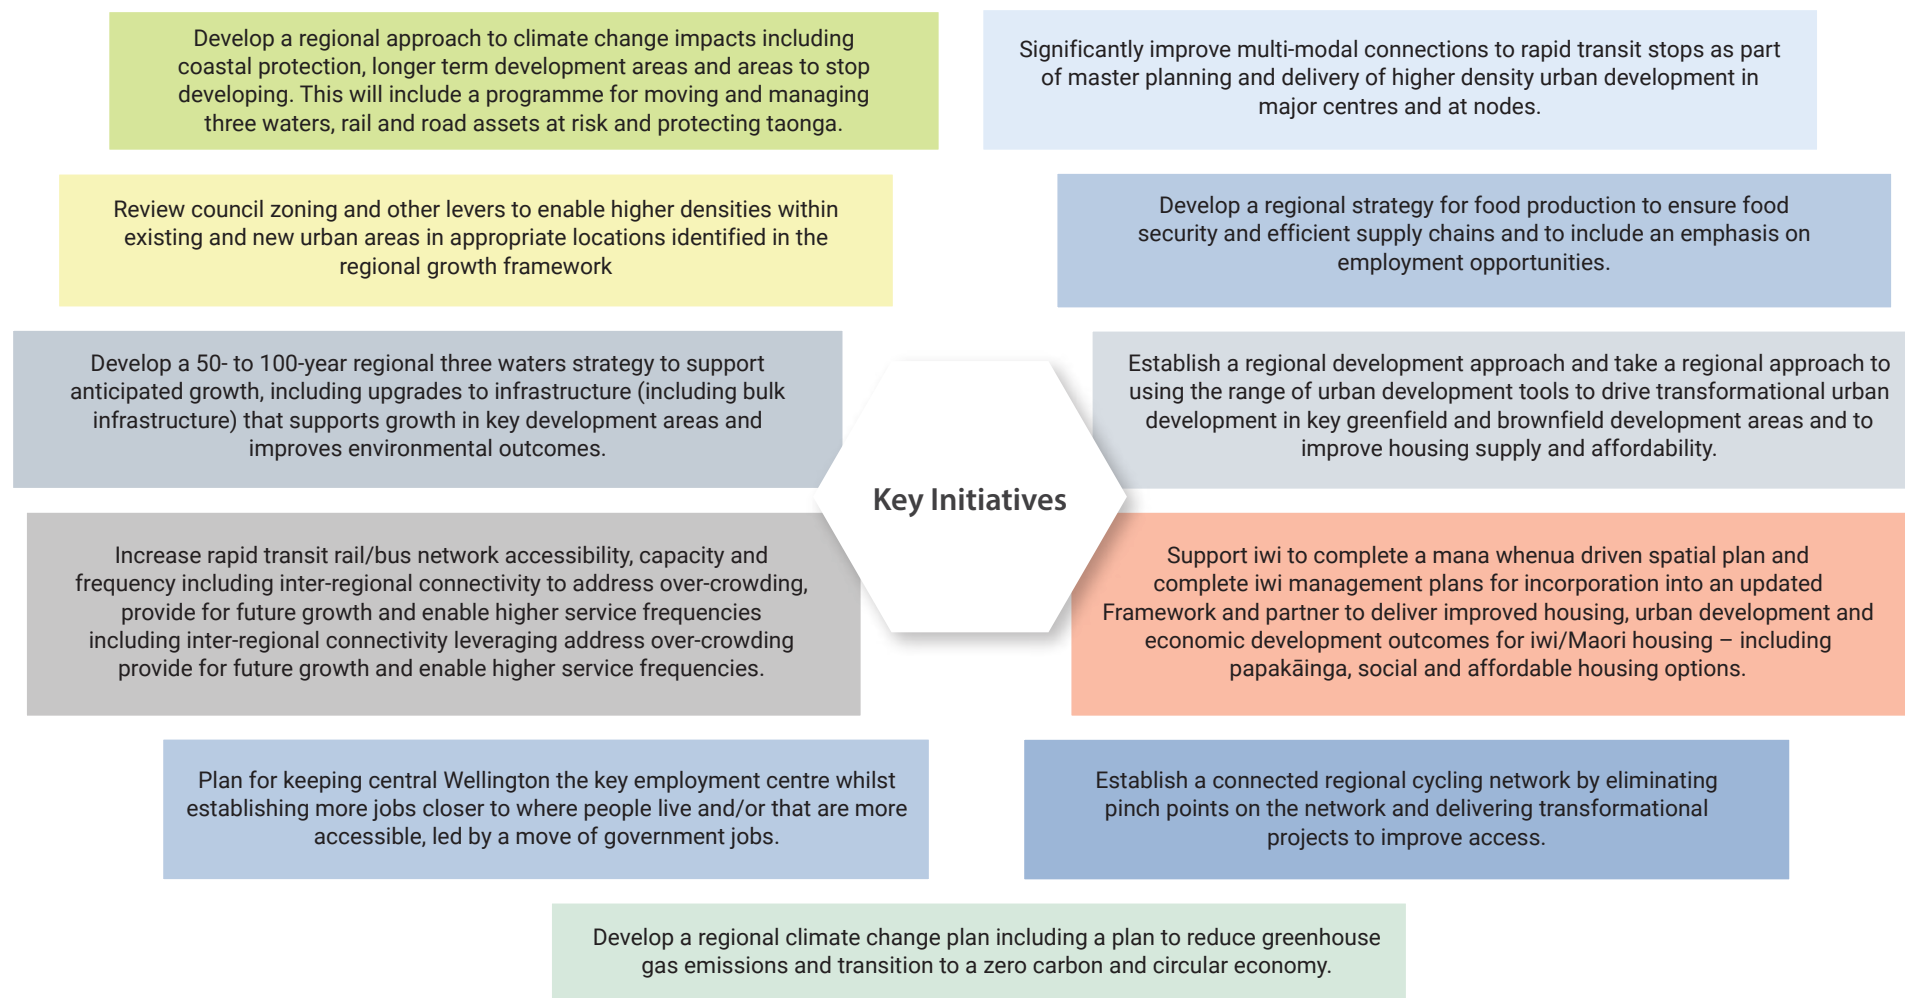 Develop a regional approach to climate change impacts including
coastal protection, longer term development areas and areas to stop
developing. This will include a programme for moving and managing
three waters, rail and road assets at risk and protecting taonga.
Significantly improve multi-modal connections to rapid transit stops as part
of master planning and delivery of higher density urban development in
major centres and at nodes.
Review council zoning and other levers to enable higher densities within
existing and new urban areas in appropriate locations identified in the
regional growth framework
Develop a regional strategy for food production to ensure food
security and efficient supply chains and to include an emphasis on
employment opportunities.
Develop a 50- to 100-year regional three waters strategy to support
anticipated growth, including upgrades to infrastructure (including bulk
infrastructure) that supports growth in key development areas and
improves environmental outcomes.
Establish a regional development approach and take a regional approach to
using the range of urban development tools to drive transformational urban
development in key greenfield and brownfield development areas and to
improve housing supply and affordability.
Key Initiatives
Increase rapid transit rail/bus network accessibility, capacity and
frequency including inter-regional connectivity to address over-crowding,
provide for future growth and enable higher service frequencies
including inter-regional connectivity leveraging address over-crowding
provide for future growth and enable higher service frequencies.
Support iwi to complete a mana whenua driven spatial plan and
complete iwi management plans for incorporation into an updated
Framework and partner to deliver improved housing, urban development and
economic development outcomes for iwi/Maori housing – including
papakāinga, social and affordable housing options.
Plan for keeping central Wellington the key employment centre whilst
establishing more jobs closer to where people live and/or that are more
accessible, led by a move of government jobs.
Establish a connected regional cycling network by eliminating
pinch points on the network and delivering transformational
projects to improve access.
Develop a regional climate change plan including a plan to reduce greenhouse
gas emissions and transition to a zero carbon and circular economy.